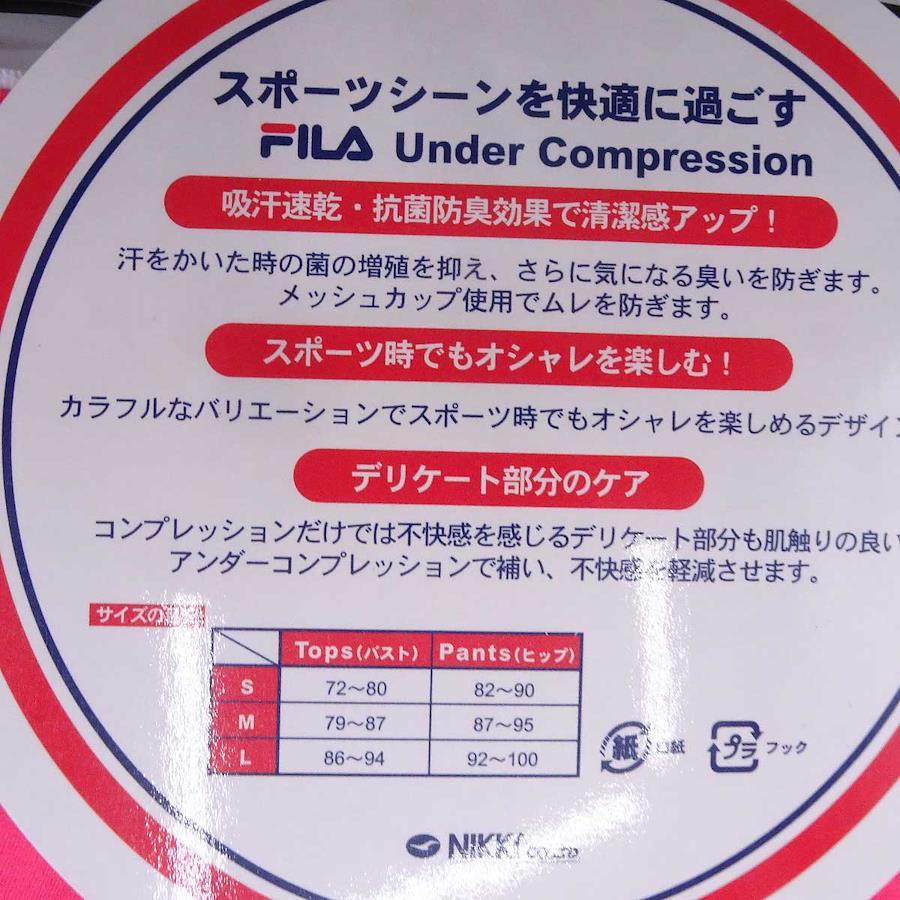 スポーツシーンを快適に過ごす
FILA Under Compression
吸汗速乾・抗菌防臭効果で清潔感アップ！
汗をかいた時の菌の増殖を抑え、さらに気になる臭いを防ぎます。
メッシュカップ使用でムレを防ぎます。
スポーツ時でもオシャレを楽しむ！
カラフルなバリエーションでスポーツ時でもオシャレを楽しめるデザイン
デリケート部分のケア
コンプレッションだけでは不快感を感じるデリケート部分も肌触りの良い
アンダーコンプレッションで補い、不快感を軽減させます。
サイズの
Tops(バスト) Pants(ヒップ)
S 72～80 82～90
M 79～87 87～95
L 86～94 92～100
紙 口紙 プラ フック
NIKKY CO.,LTD